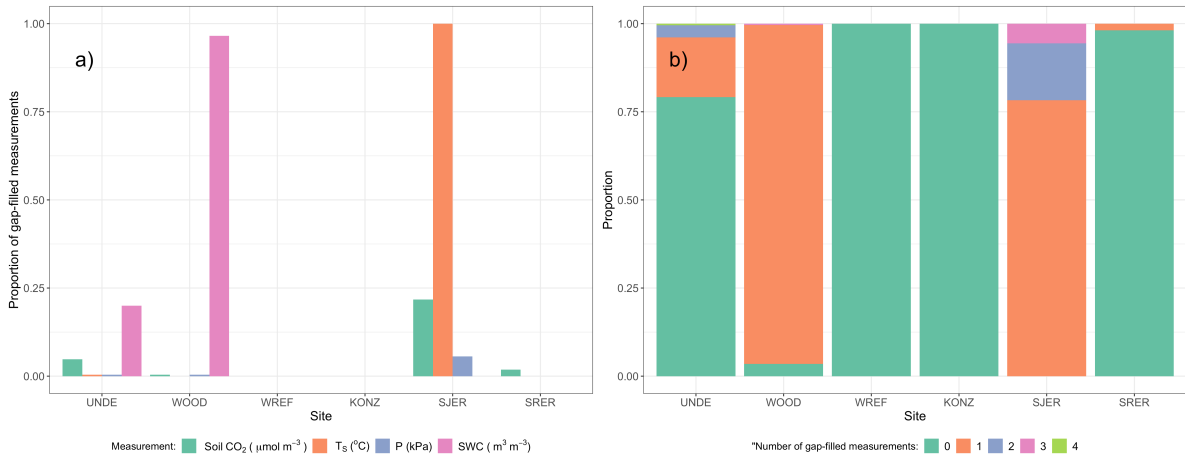 a)
Proportion of gap-filled measurements
1.00
0.75
0.50
0.25
0.00
UNDE WOOD WREF KONZ SJER SRER
Site
Measurement: Soil CO₂ ( μmol m⁻³ ) Tₛ (°C) P (kPa) SWC ( m³ m⁻³)
b)
Proportion
1.00
0.75
0.50
0.25
0.00
UNDE WOOD WREF KONZ SJER SRER
Site
"Number of gap-filled measurements: 0 1 2 3 4